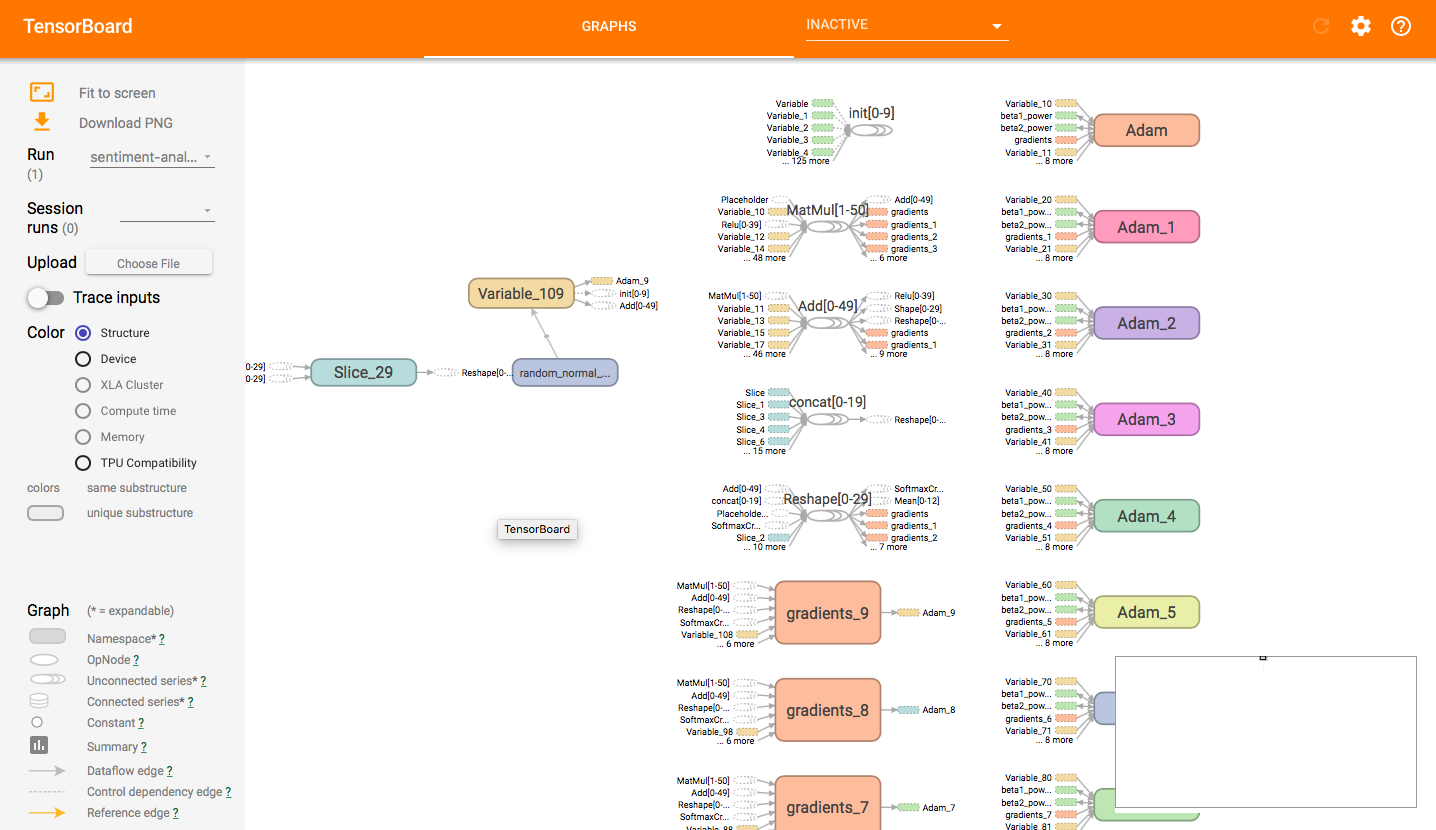 TensorBoard
GRAPHS
INACTIVE
Fit to screen
Download PNG
Run
(1)
sentiment-anal...
Session
runs (0)
Upload
Choose File
Trace inputs
Color
Structure
Device
XLA Cluster
Compute time
Memory
TPU Compatibility
colors
same substructure
unique substructure
Graph
(* = expandable)
Namespace* ?
OpNode ?
Unconnected series* ?
Connected series* ?
Constant ?
Summary ?
Dataflow edge ?
Control dependency edge ?
Reference edge ?
0-29]
0-29]
Slice_29
Reshape[0-...
random_normal_...
Variable_109
Adam_9
init[0-9]
Add[0-49]
TensorBoard
Variable
Variable_1
Variable_2
Variable_3
Variable_4
... 125 more
init[0-9]
Placeholder
Variable_10
Relu[0-39]
Variable_12
Variable_14
... 48 more
MatMul[1-50]
Add[0-49]
gradients
gradients_1
gradients_2
gradients_3
... 6 more
MatMul[1-50]
Variable_11
Variable_13
Variable_15
Variable_17
... 46 more
Add[0-49]
Relu[0-39]
Shape[0-29]
Reshape[0-...
gradients
gradients_1
... 9 more
Slice
Slice_1
Slice_3
Slice_4
Slice_6
... 15 more
concat[0-19]
Reshape[0-...
Add[0-49]
concat[0-19]
Placeholde...
SoftmaxCr...
Slice_2
... 10 more
Reshape[0-29]
SoftmaxCr...
Mean[0-12]
gradients
gradients_1
gradients_2
... 7 more
MatMul[1-50]
Add[0-49]
Reshape[0-...
SoftmaxCr...
Variable_108
... 6 more
gradients_9
Adam_9
MatMul[1-50]
Add[0-49]
Reshape[0-...
SoftmaxCr...
Variable_98
... 6 more
gradients_8
Adam_8
MatMul[1-50]
Add[0-49]
Reshape[0-...
SoftmaxCr...
Variable_88
gradients_7
Adam_7
Variable_10
beta1_power
beta2_power
gradients
Variable_11
... 8 more
Adam
Variable_20
beta1_pow...
beta2_pow...
gradients_1
Variable_21
... 8 more
Adam_1
Variable_30
beta1_pow...
beta2_pow...
gradients_2
Variable_31
... 8 more
Adam_2
Variable_40
beta1_pow...
beta2_pow...
gradients_3
Variable_41
... 8 more
Adam_3
Variable_50
beta1_pow...
beta2_pow...
gradients_4
Variable_51
... 8 more
Adam_4
Variable_60
beta1_pow...
beta2_pow...
gradients_5
Variable_61
... 8 more
Adam_5
Variable_70
beta1_pow...
beta2_pow...
gradients_6
Variable_71
... 8 more
Variable_80
beta1_pow...
beta2_pow...
gradients_7
Variable_81